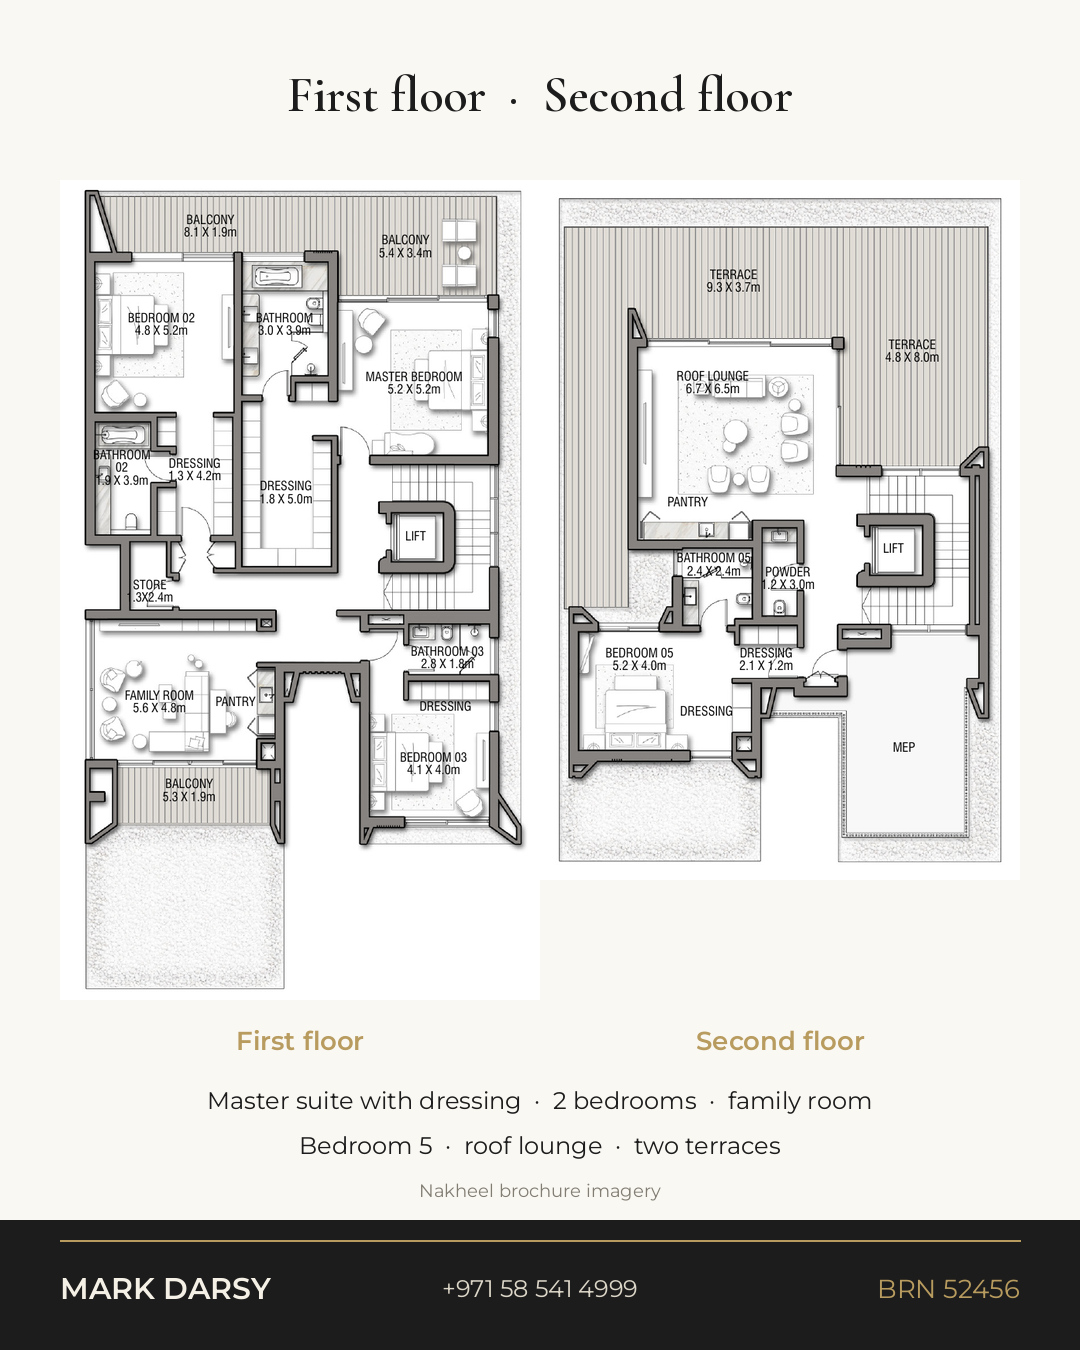 First floor · Second floor
BALCONY
8.1 X 1.9m
BALCONY
5.4 X 3.4m
BEDROOM 02
4.8 X 5.2m
BATHROOM
3.0 X 3.9m
MASTER BEDROOM
5.2 X 5.2m
BATHROOM
02
1.9 X 3.9m
DRESSING
1.3 X 4.2m
DRESSING
1.8 X 5.0m
LIFT
STORE
1.3X2.4m
BATHROOM 03
2.8 X 1.8m
FAMILY ROOM
5.6 X 4.8m
PANTRY
DRESSING
BEDROOM 03
4.1 X 4.0m
BALCONY
5.3 X 1.9m
TERRACE
9.3 X 3.7m
TERRACE
4.8 X 8.0m
ROOF LOUNGE
6.7 X 6.5m
PANTRY
LIFT
BATHROOM 05
2.4 X 2.4m
POWDER
1.2 X 3.0m
BEDROOM 05
5.2 X 4.0m
DRESSING
2.1 X 1.2m
DRESSING
MEP
First floor
Second floor
Master suite with dressing · 2 bedrooms · family room
Bedroom 5 · roof lounge · two terraces
Nakheel brochure imagery
MARK DARSY
+971 58 541 4999
BRN 52456